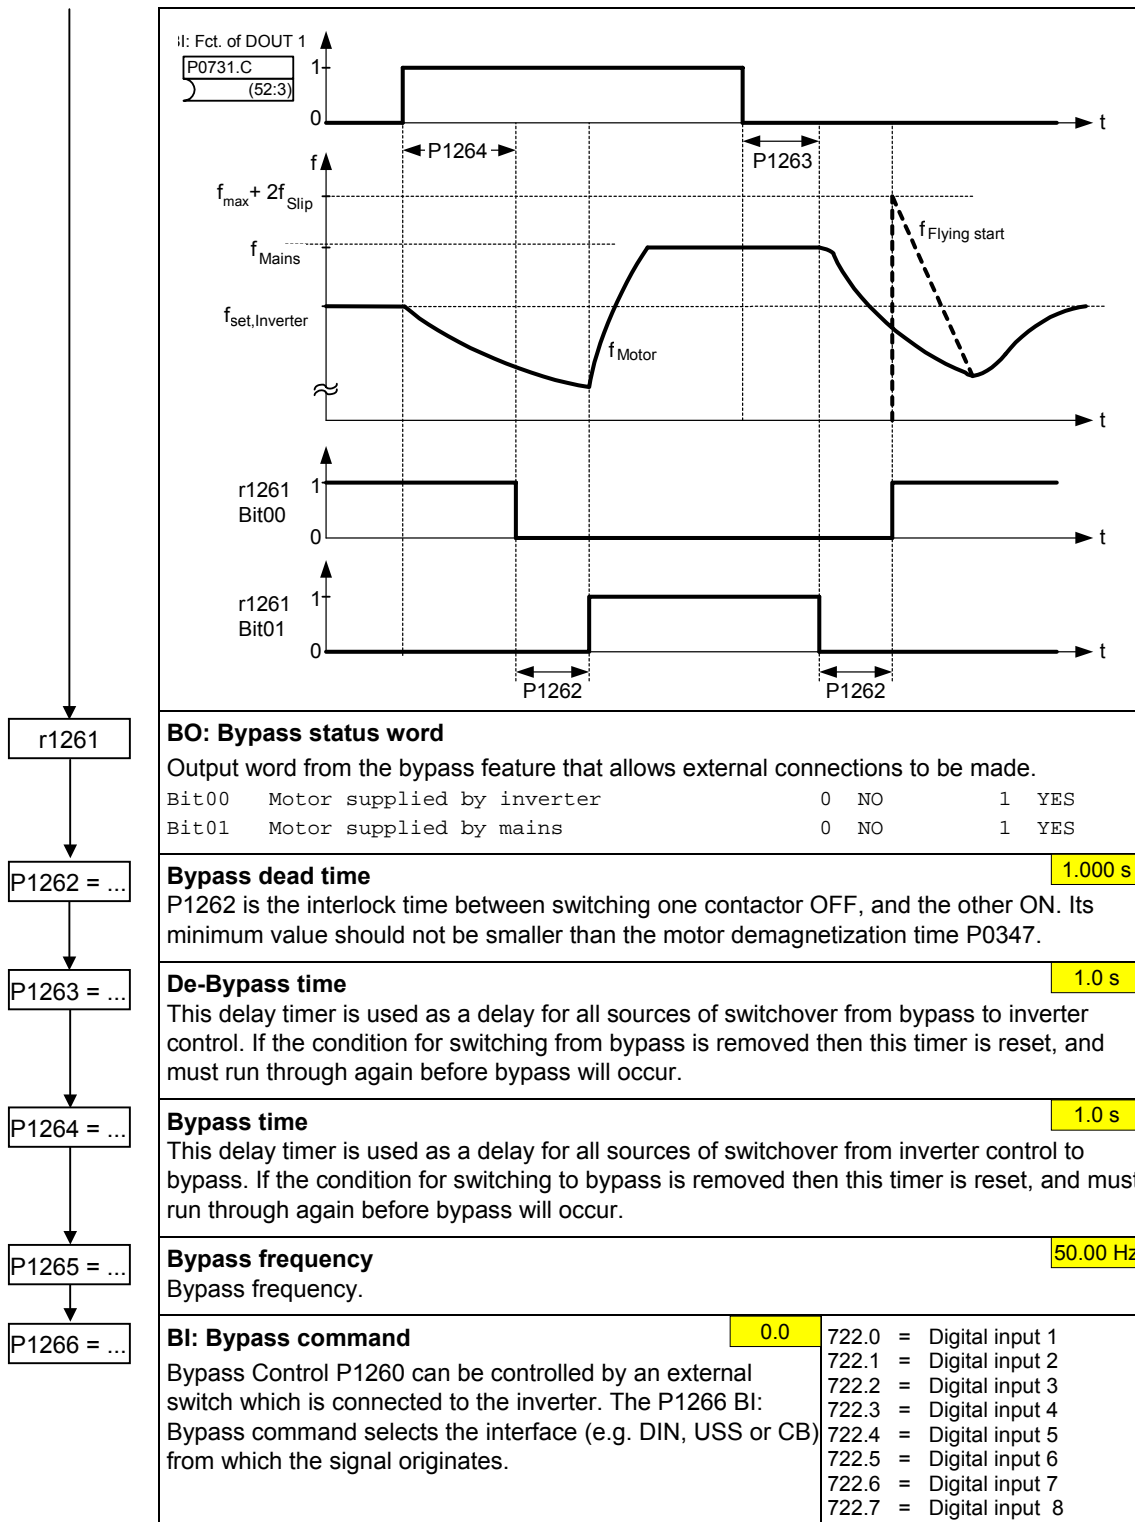 BI: Fct. of DOUT 1
P0731.C
(52:3)
1
0
t
P1264
P1263
f
fmax+ 2fSlip
fMains
fset,Inverter
fFlying start
fMotor
≈
t
r1261
Bit00
1
0
t
r1261
Bit01
1
0
t
P1262
P1262
r1261
BO: Bypass status word
Output word from the bypass feature that allows external connections to be made.
Bit00 Motor supplied by inverter 0 NO 1 YES
Bit01 Motor supplied by mains 0 NO 1 YES
P1262 = ...
Bypass dead time 1.000 s
P1262 is the interlock time between switching one contactor OFF, and the other ON. Its
minimum value should not be smaller than the motor demagnetization time P0347.
P1263 = ...
De-Bypass time 1.0 s
This delay timer is used as a delay for all sources of switchover from bypass to inverter
control. If the condition for switching from bypass is removed then this timer is reset, and
must run through again before bypass will occur.
P1264 = ...
Bypass time 1.0 s
This delay timer is used as a delay for all sources of switchover from inverter control to
bypass. If the condition for switching to bypass is removed then this timer is reset, and must
run through again before bypass will occur.
P1265 = ...
Bypass frequency 50.00 Hz
Bypass frequency.
P1266 = ...
BI: Bypass command 0.0
Bypass Control P1260 can be controlled by an external
switch which is connected to the inverter. The P1266 BI:
Bypass command selects the interface (e.g. DIN, USS or CB)
from which the signal originates.
722.0 = Digital input 1
722.1 = Digital input 2
722.2 = Digital input 3
722.3 = Digital input 4
722.4 = Digital input 5
722.5 = Digital input 6
722.6 = Digital input 7
722.7 = Digital input 8